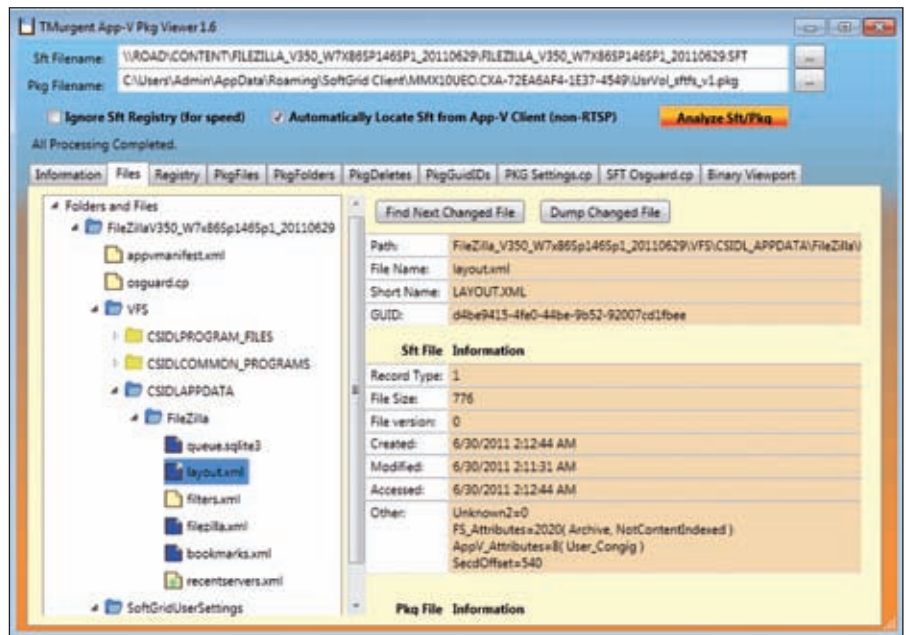 TMurgent App-V Pkg Viewer 1.6
Sft Filename: \\ROAD\CONTENT\FILEZILLA_V350_W7X86SP146SP1_20110629\FILEZILLA_V350_W7X86SP146SP1_20110629.SFT ...
Pkg Filename: C:\Users\Admin\AppData\Roaming\SoftGrid Client\MMX10UEO.CXA-72EA6AF4-1E37-4549\UsrVol_sftfs_v1.pkg ...
Ignore Sft Registry (for speed) Automatically Locate Sft from App-V Client (non-RTSP) Analyze Sft/Pkg
All Processing Completed.
Information Files Registry PkgFiles PkgFolders PkgDeletes PkgGuidIDs PKG Settings.cp SFT Osguard.cp Binary Viewport
Folders and Files
FileZillaV350_W7x86Sp146Sp1_20110629
appvmanifest.xml
osguard.cp
VFS
CSIDLPROGRAM_FILES
CSIDLCOMMON_PROGRAMS
CSIDLAPPDATA
FileZilla
queue.sqlite3
layout.xml
filters.xml
filezilla.xml
bookmarks.xml
recentservers.xml
SoftGridUserSettings
Find Next Changed File Dump Changed File
Path: FileZilla_V350_W7x86Sp146Sp1_20110629\VFS\CSIDL_APPDATA\FileZilla\
File Name: layout.xml
Short Name: LAYOUT.XML
GUID: d4be9415-4fe0-44be-9b52-92007cd1fbee
Sft File Information
Record Type: 1
File Size: 776
File version: 0
Created: 6/30/2011 2:12:44 AM
Modified: 6/30/2011 2:11:31 AM
Accessed: 6/30/2011 2:12:44 AM
Other: Unknown2=0
FS_Attributes=2020( Archive, NotContentIndexed )
AppV_Attributes=8( User_Congig )
SecdOffset=540
Pkg File Information